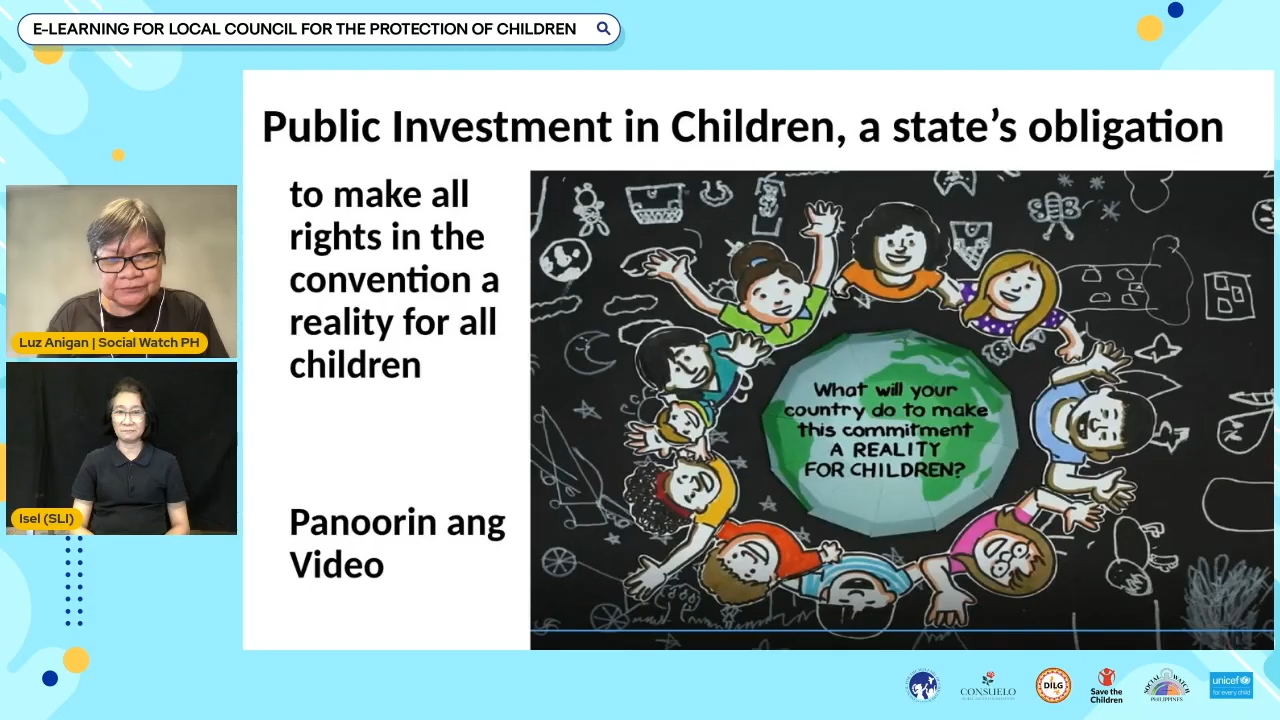 E-LEARNING FOR LOCAL COUNCIL FOR THE PROTECTION OF CHILDREN
Public Investment in Children, a state’s obligation
to make all
rights in the
convention a
reality for all
children
Panoorin ang
Video
What will your
country do to make
this commitment
A REALITY
FOR CHILDREN?
Luz Anigan | Social Watch PH
Isel (SLI)
CONSUELO
DILG
Save the
Children
SOCIAL WATCH
PHILIPPINES
unicef
for every child